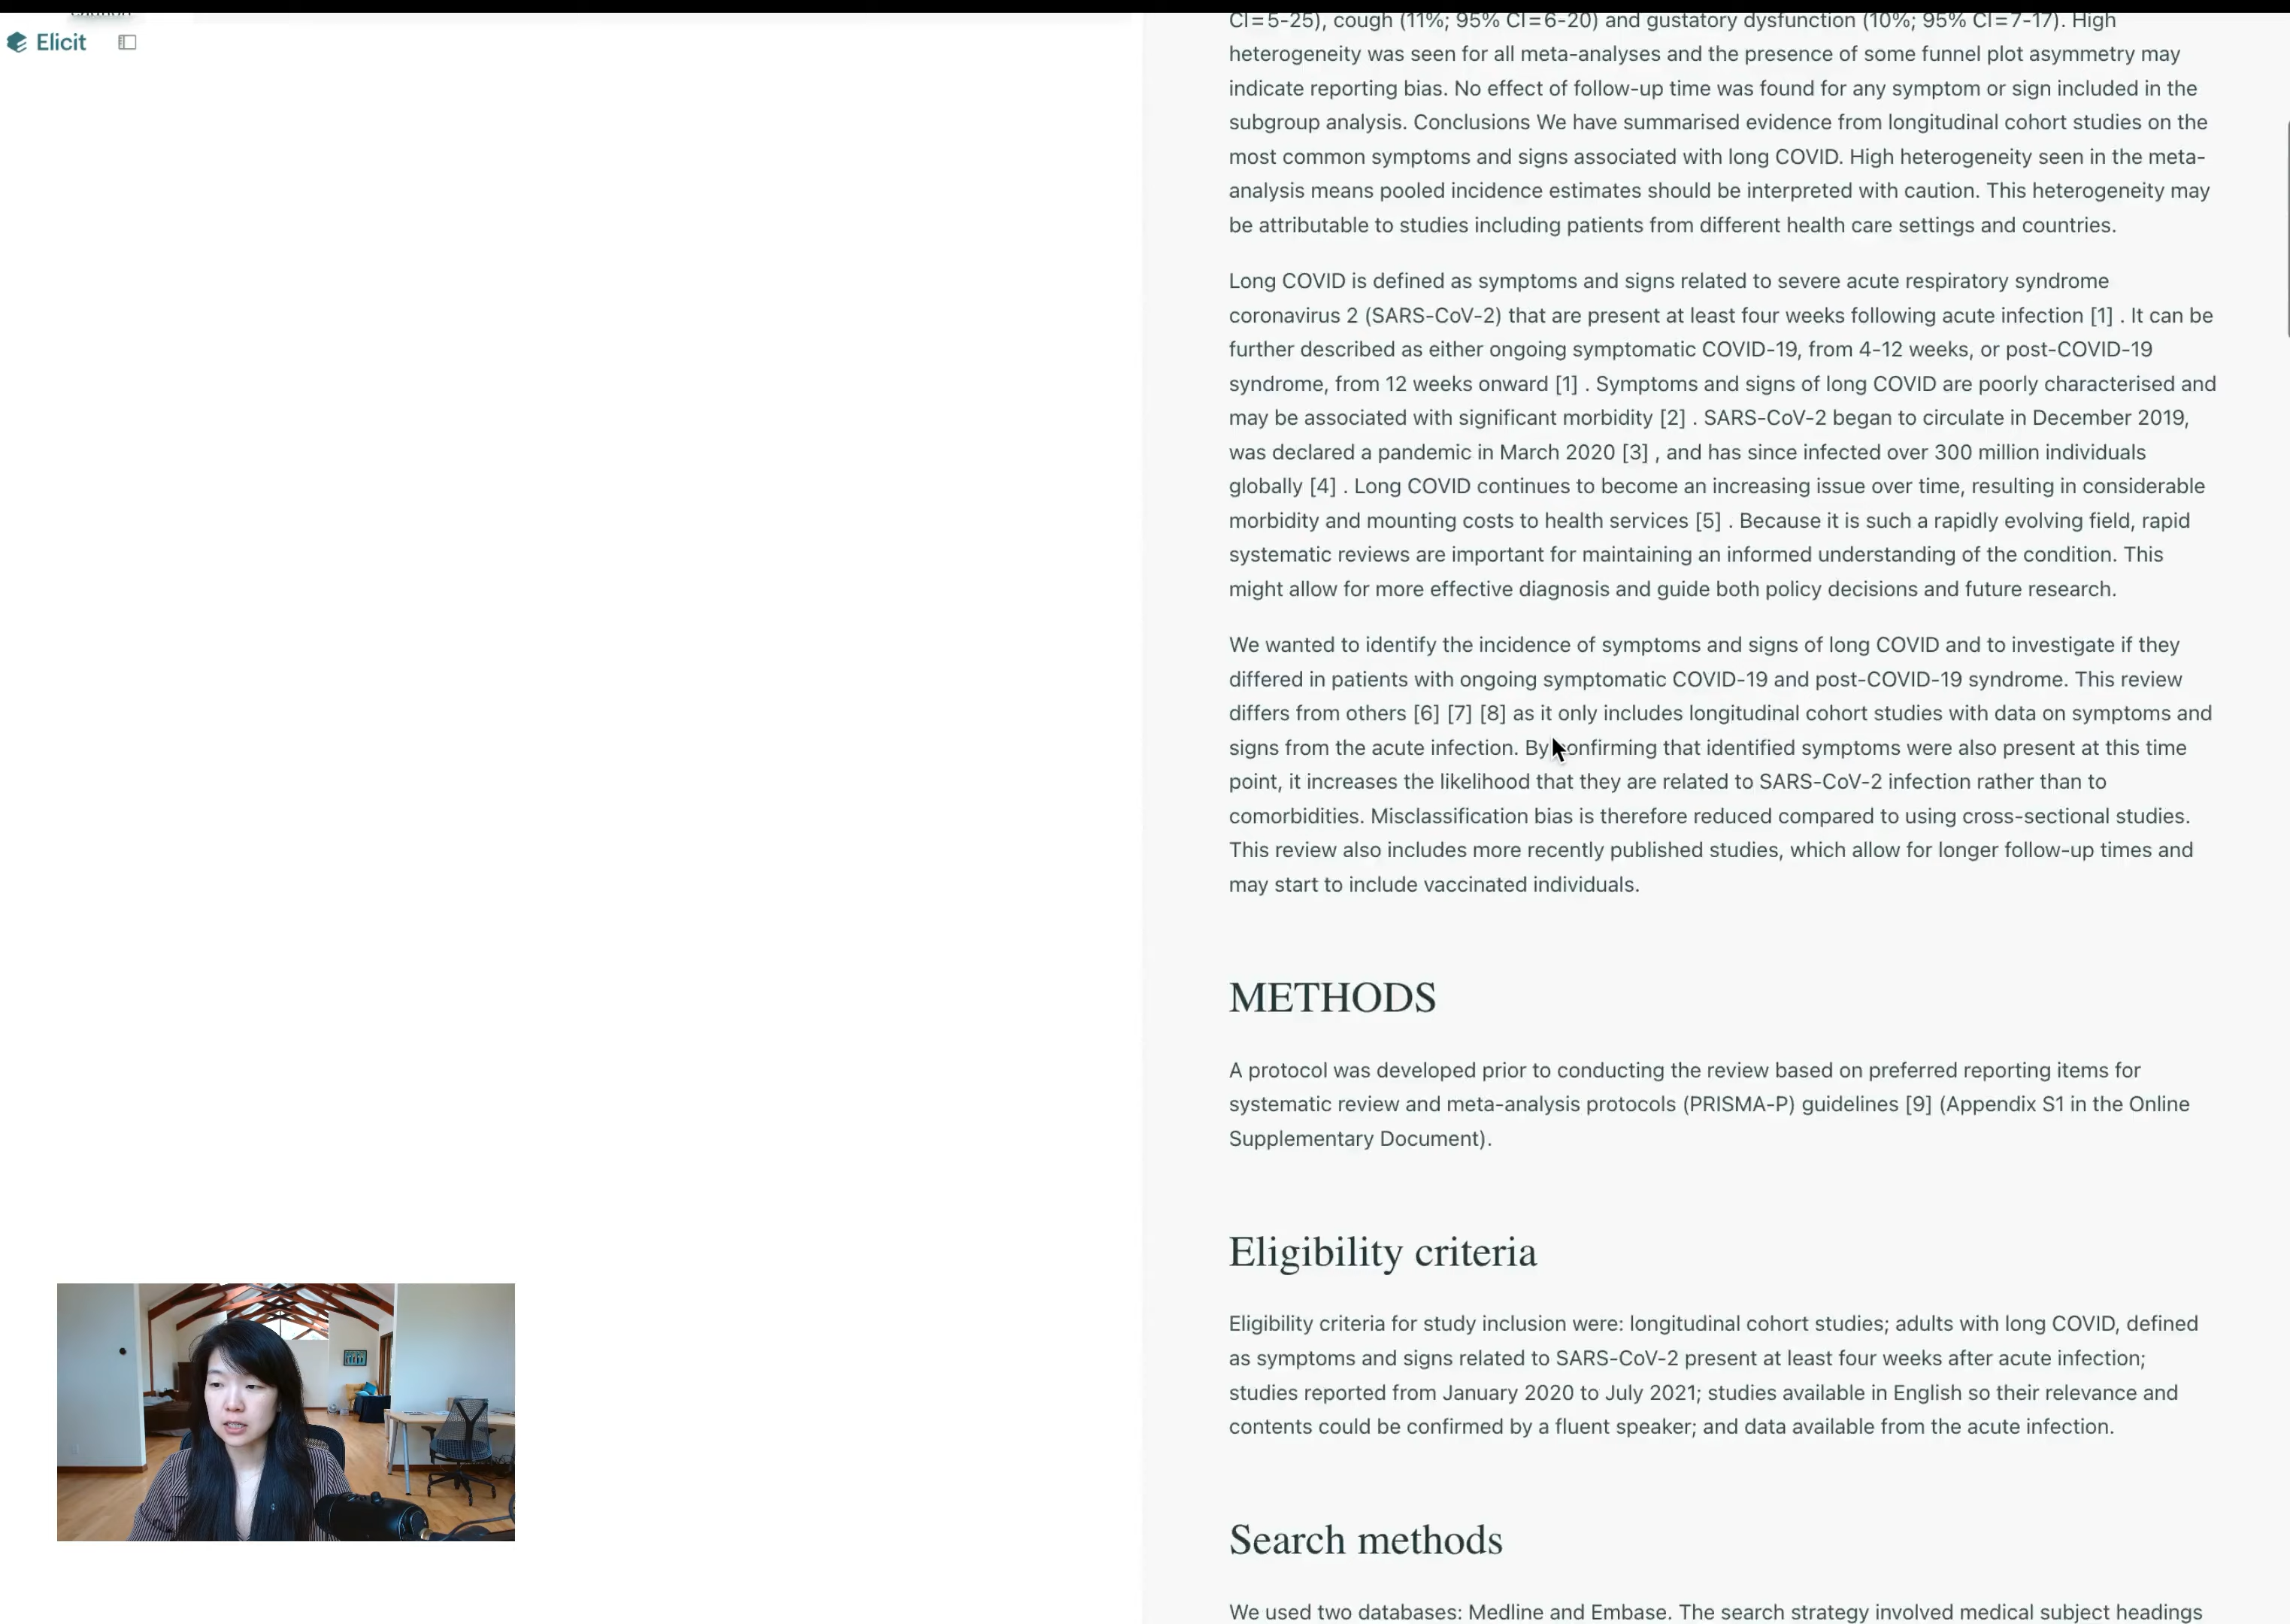 Elicit
CI=5-25), cough (11%; 95% CI=6-20) and gustatory dysfunction (10%; 95% CI=7-17). High
heterogeneity was seen for all meta-analyses and the presence of some funnel plot asymmetry may
indicate reporting bias. No effect of follow-up time was found for any symptom or sign included in the
subgroup analysis. Conclusions We have summarised evidence from longitudinal cohort studies on the
most common symptoms and signs associated with long COVID. High heterogeneity seen in the meta-
analysis means pooled incidence estimates should be interpreted with caution. This heterogeneity may
be attributable to studies including patients from different health care settings and countries.
Long COVID is defined as symptoms and signs related to severe acute respiratory syndrome
coronavirus 2 (SARS-CoV-2) that are present at least four weeks following acute infection [1] . It can be
further described as either ongoing symptomatic COVID-19, from 4-12 weeks, or post-COVID-19
syndrome, from 12 weeks onward [1] . Symptoms and signs of long COVID are poorly characterised and
may be associated with significant morbidity [2] . SARS-CoV-2 began to circulate in December 2019,
was declared a pandemic in March 2020 [3] , and has since infected over 300 million individuals
globally [4] . Long COVID continues to become an increasing issue over time, resulting in considerable
morbidity and mounting costs to health services [5] . Because it is such a rapidly evolving field, rapid
systematic reviews are important for maintaining an informed understanding of the condition. This
might allow for more effective diagnosis and guide both policy decisions and future research.
We wanted to identify the incidence of symptoms and signs of long COVID and to investigate if they
differed in patients with ongoing symptomatic COVID-19 and post-COVID-19 syndrome. This review
differs from others [6] [7] [8] as it only includes longitudinal cohort studies with data on symptoms and
signs from the acute infection. By confirming that identified symptoms were also present at this time
point, it increases the likelihood that they are related to SARS-CoV-2 infection rather than to
comorbidities. Misclassification bias is therefore reduced compared to using cross-sectional studies.
This review also includes more recently published studies, which allow for longer follow-up times and
may start to include vaccinated individuals.
METHODS
A protocol was developed prior to conducting the review based on preferred reporting items for
systematic review and meta-analysis protocols (PRISMA-P) guidelines [9] (Appendix S1 in the Online
Supplementary Document).
Eligibility criteria
Eligibility criteria for study inclusion were: longitudinal cohort studies; adults with long COVID, defined
as symptoms and signs related to SARS-CoV-2 present at least four weeks after acute infection;
studies reported from January 2020 to July 2021; studies available in English so their relevance and
contents could be confirmed by a fluent speaker; and data available from the acute infection.
Search methods
We used two databases: Medline and Embase. The search strategy involved medical subject headings